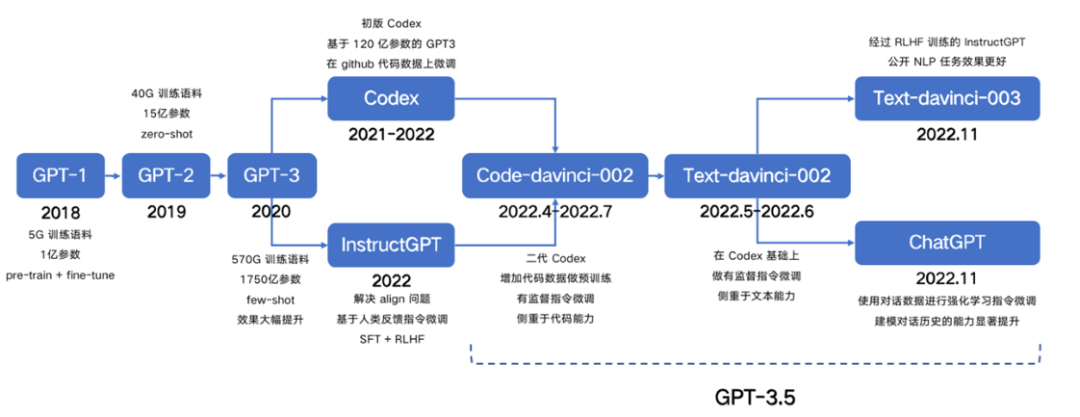 初版 Codex
基于 120 亿参数的 GPT3
在 github 代码数据上微调
Codex
2021-2022
经过 RLHF 训练的 InstructGPT
公开 NLP 任务效果更好
Text-davinci-003
2022.11
40G 训练语料
15亿参数
zero-shot
GPT-1
2018
5G 训练语料
1亿参数
pre-train + fine-tune
GPT-2
2019
GPT-3
2020
570G 训练语料
1750亿参数
few-shot
效果大幅提升
InstructGPT
2022
解决 align 问题
基于人类反馈指令微调
SFT + RLHF
Code-davinci-002
2022.4-2022.7
二代 Codex
增加代码数据做预训练
有监督指令微调
侧重于代码能力
Text-davinci-002
2022.5-2022.6
在 Codex 基础上
做有监督指令微调
侧重于文本能力
ChatGPT
2022.11
使用对话数据进行强化学习指令微调
建模对话历史的能力显著提升
GPT-3.5